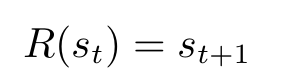 R(s_t) = s_{t+1}